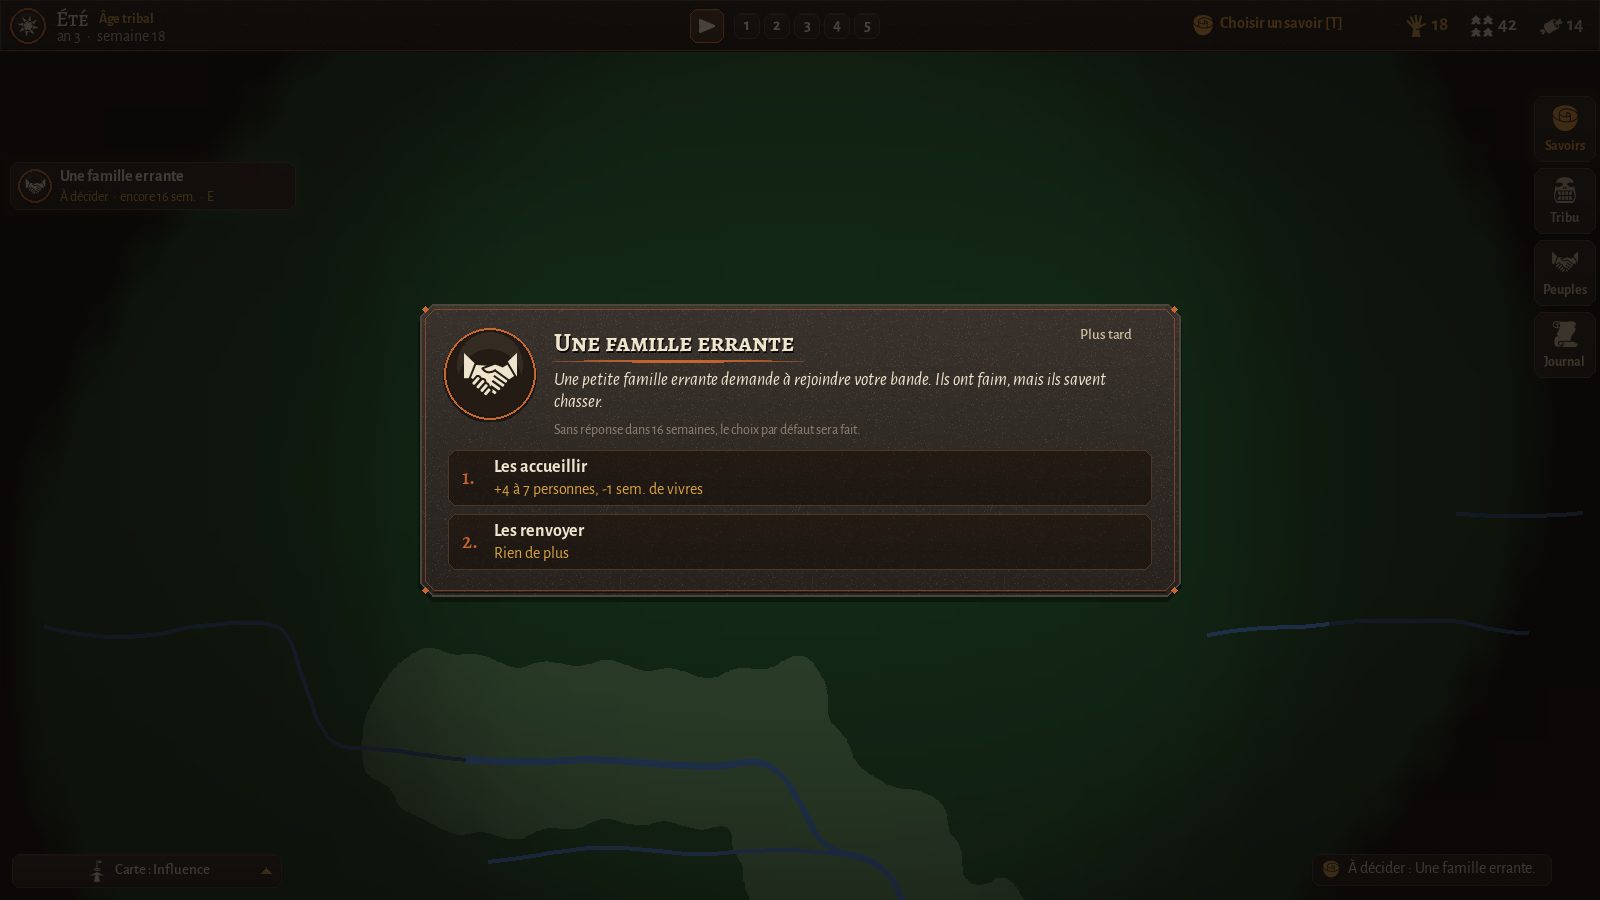 Été Âge tribal
an 3 · semaine 18
1 2 3 4 5
Choisir un savoir [T]
18 42 14
Savoirs
Tribu
Peuples
Journal
Une famille errante
À décider · encore 16 sem. · E
Une famille errante
Plus tard
Une petite famille errante demande à rejoindre votre bande. Ils ont faim, mais ils savent
chasser.
Sans réponse dans 16 semaines, le choix par défaut sera fait.
1. Les accueillir
+4 à 7 personnes, -1 sem. de vivres
2. Les renvoyer
Rien de plus
Carte : Influence
À décider : Une famille errante.